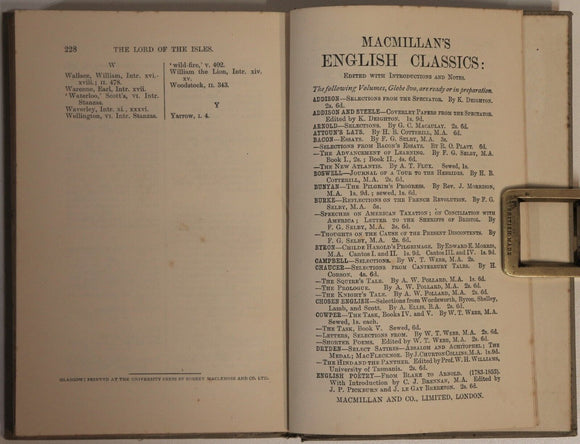 228 THE LORD OF THE ISLES.
W
Wallace, William, Intr. xvi.-
xviii.; II. 478.
Warenne, Earl, Intr. xvii.
'Waterloo,' Scott's, vi. Intr.
Stanzas.
Waverley, Intr. xi., xxxvi.
Wellington, vi. Intr. Stanzas.
'wild-fire,' v. 402.
William the Lion, Intr. xiv.
xv.
Woodstock, II. 343.
Y
Yarrow, I. 4.
GLASGOW: PRINTED AT THE UNIVERSITY PRESS BY ROBERT MACLEHOSE AND CO. LTD.
MACMILLAN'S
ENGLISH CLASSICS:
EDITED WITH INTRODUCTIONS AND NOTES.
The following Volumes, Globe 8vo, are ready or in preparation.
ADDISON—SELECTIONS FROM THE SPECTATOR. By K. DEIGHTON.
2s. 6d.
ADDISON AND STEELE—COVERLEY PAPERS FROM THE SPECTATOR.
Edited by K. DEIGHTON. 1s. 9d.
ARNOLD—SELECTIONS. By G. C. MACAULAY. 2s. 6d.
AYTOUN'S LAYS. By H. B. COTTERILL, M.A. 6d.
BACON—ESSAYS. By F. G. SELBY, M.A. 3s.
—SELECTIONS FROM BACON'S ESSAYS. By R. O. PLATT. 6d.
—THE ADVANCEMENT OF LEARNING. By F. G. SELBY, M.A.
Book I., 2s.; Book II., 4s. 6d.
—THE NEW ATLANTIS. By A. T. FLUX. Sewed, 1s.
BOSWELL—JOURNAL OF A TOUR TO THE HEBRIDES. By H. B.
COTTERILL, M.A. 2s. 6d.
BUNYAN—THE PILGRIM'S PROGRESS. By Rev. J. MORRISON,
M.A. 1s. 9d.; sewed, 1s. 6d.
BURKE—REFLECTIONS ON THE FRENCH REVOLUTION. By F. G.
SELBY, M.A. 5s.
—SPEECHES ON AMERICAN TAXATION; ON CONCILIATION WITH
AMERICA; LETTER TO THE SHERIFFS OF BRISTOL. By
F. G. SELBY, M.A. 3s. 6d.
—THOUGHTS ON THE CAUSE OF THE PRESENT DISCONTENTS. By
F. G. SELBY, M.A. 2s. 6d.
BYRON—CHILDE HAROLD'S PILGRIMAGE. By EDWARD E. MORRIS,
M.A. Cantos I. and II. 1s. 9d. Cantos III. and IV. 1s. 9d.
CAMPBELL—SELECTIONS. By W. T. WEBB, M.A. 2s.
CHAUCER—SELECTIONS FROM CANTERBURY TALES. By H.
CORSON. 4s. 6d.
—THE SQUIRE'S TALE. By A. W. POLLARD, M.A. 1s. 6d.
—THE PROLOGUE. By A. W. POLLARD, M.A. 2s. 6d.
—THE KNIGHT'S TALE. By A. W. POLLARD, M.A. 2s. 6d.
CHOSEN ENGLISH—Selections from Wordsworth, Byron, Shelley,
Lamb, and Scott. By A. ELLIS, B.A. 2s. 6d.
COWPER—THE TASK, Books IV. and V. By W. T. WEBB, M.A.
Sewed, 1s. each.
—THE TASK, Book V. Sewed, 6d.
—LETTERS, SELECTIONS FROM. By W. T. WEBB, M.A. 2s. 6d.
—SHORTER POEMS. By W. T. WEBB, M.A. 2s. 6d.
DRYDEN—SELECT SATIRES—ABSALOM AND ACHITOPHEL; THE
MEDAL; MACFLECKNOE. By J. CHURTON COLLINS, M.A. 1s. 9d.
—THE HIND AND THE PANTHER. Edited by Prof. W. H. WILLIAMS,
University of Tasmania. 2s. 6d.
ENGLISH POETRY—FROM BLAKE TO ARNOLD. (1783-1853).
With Introduction by C. J. BRENNAN, M.A. Edited by
J. P. PICKBURN and J. LE GAY BRERETON. 2s. 6d.
MACMILLAN AND CO., LIMITED, LONDON.